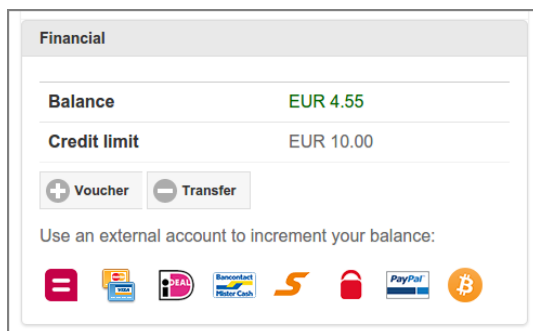 Financial
Balance EUR 4.55
Credit limit EUR 10.00
Voucher Transfer
Use an external account to increment your balance:
VISA iDEAL Bancontact Mister Cash PayPal